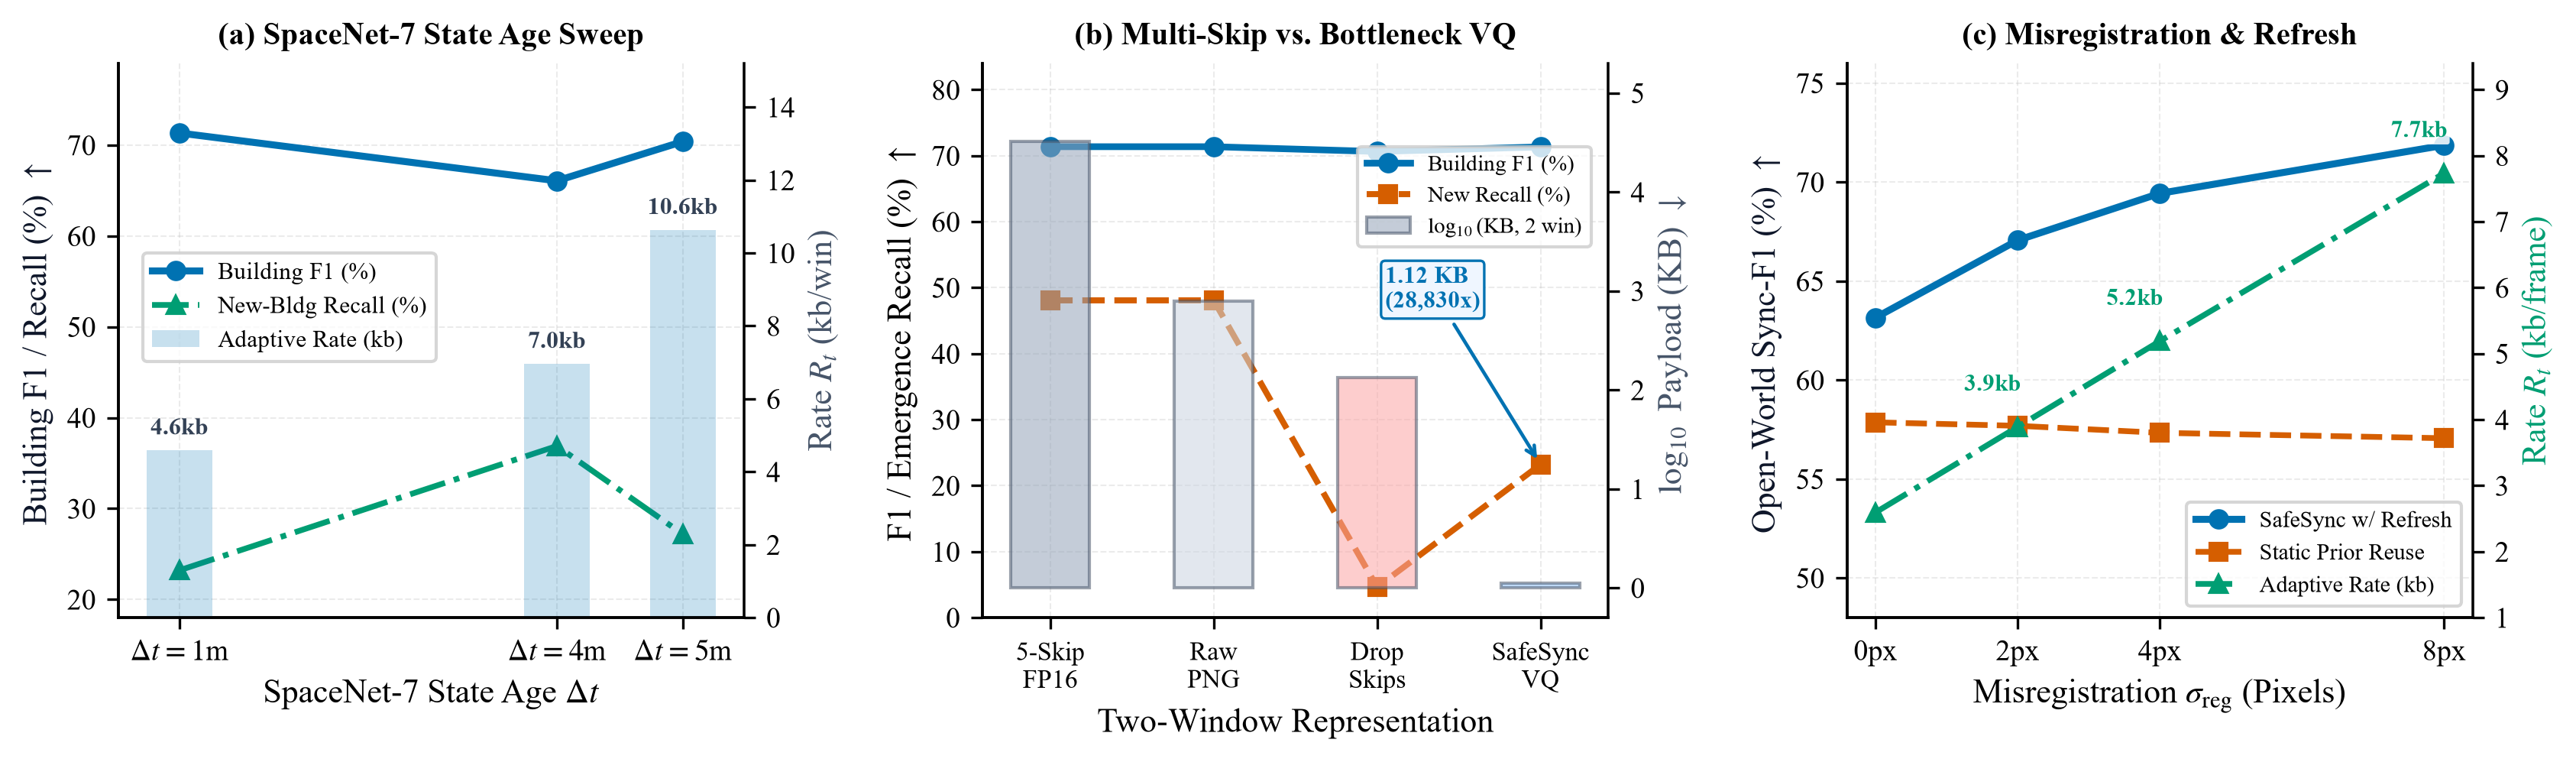 (a) SpaceNet-7 State Age Sweep
Building F1 / Recall (%) ↑
70
60
50
40
30
20
Building F1 (%)
New-Bldg Recall (%)
Adaptive Rate (kb)
4.6kb
7.0kb
10.6kb
14
12
10
8
6
4
2
0
Rate Rₜ (kb/win)
Δt = 1m
Δt = 4m
Δt = 5m
SpaceNet-7 State Age Δt
(b) Multi-Skip vs. Bottleneck VQ
F1 / Emergence Recall (%) ↑
80
70
60
50
40
30
20
10
0
Building F1 (%)
New Recall (%)
log₁₀ (KB, 2 win)
1.12 KB
(28,830x)
5
4
3
2
1
0
log₁₀ Payload (KB) ↓
5-Skip
FP16
Raw
PNG
Drop
Skips
SafeSync
VQ
Two-Window Representation
(c) Misregistration & Refresh
Open-World Sync-F1 (%) ↑
75
70
65
60
55
50
3.9kb
5.2kb
7.7kb
SafeSync w/ Refresh
Static Prior Reuse
Adaptive Rate (kb)
9
8
7
6
5
4
3
2
1
Rate Rₜ (kb/frame)
0px
2px
4px
8px
Misregistration σreg (Pixels)